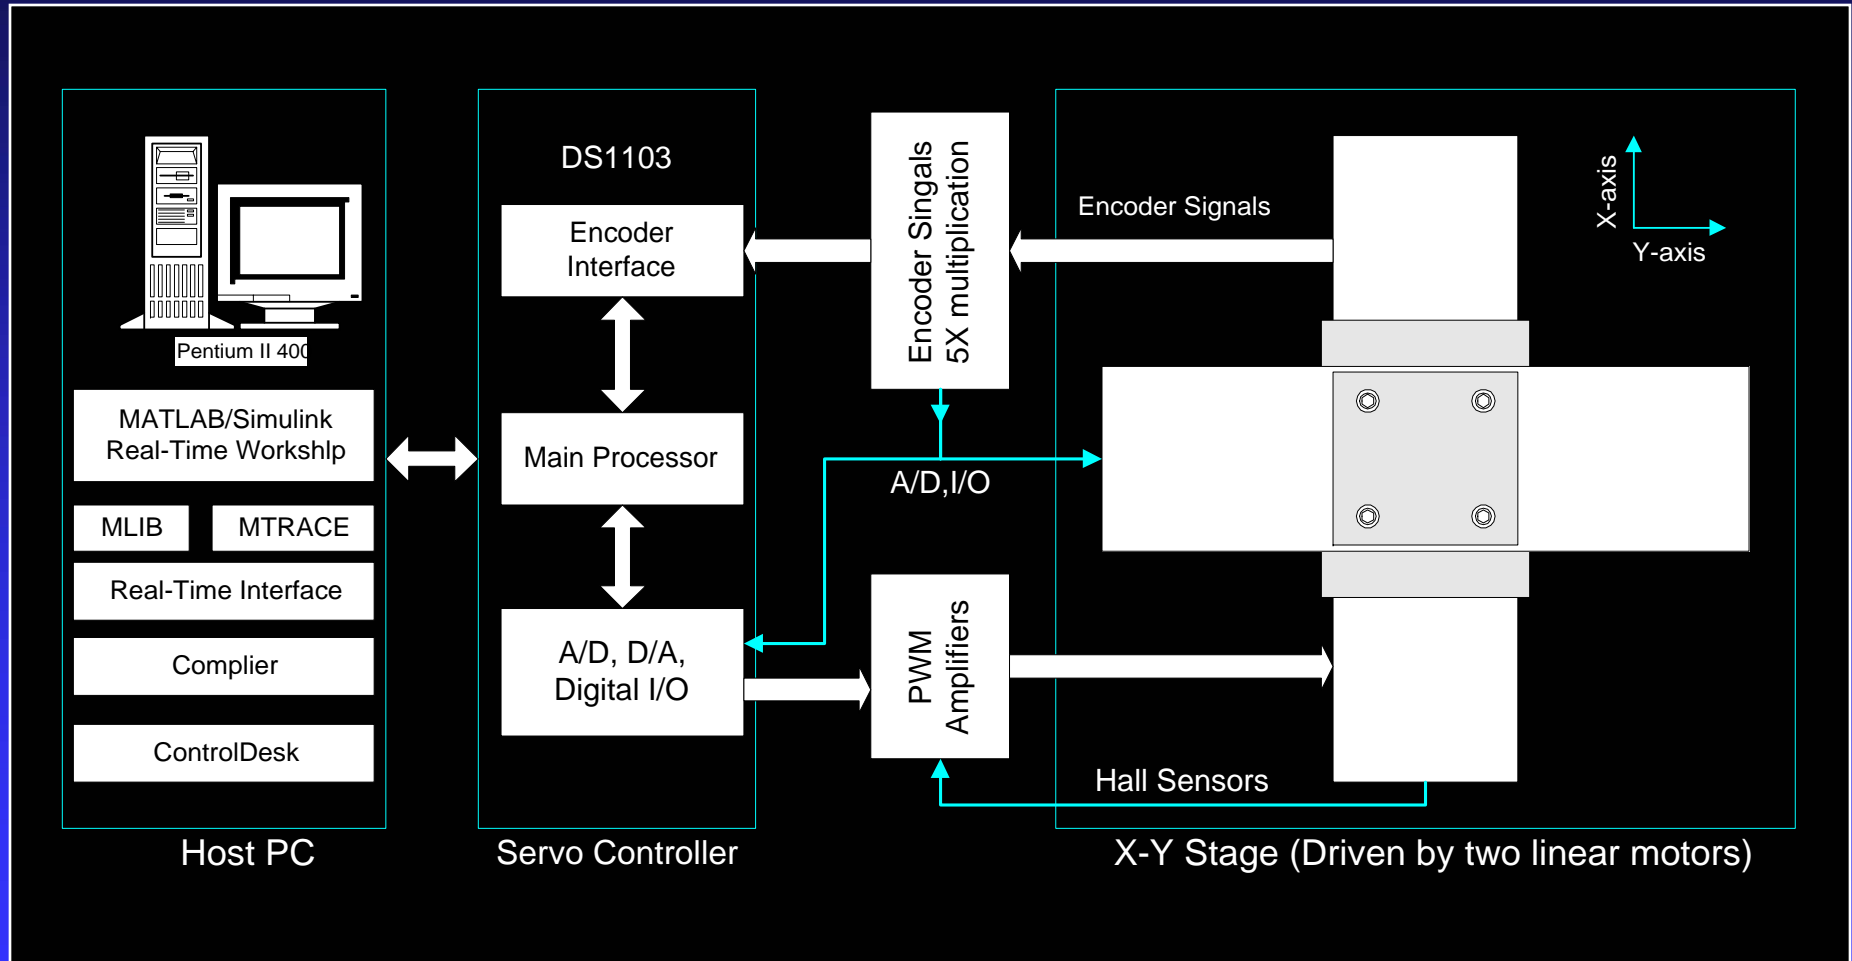 Pentium II 400
MATLAB/Simulink
Real-Time Workshlp
MLIB
MTRACE
Real-Time Interface
Complier
ControlDesk
Host PC
DS1103
Encoder
Interface
Main Processor
A/D, D/A,
Digital I/O
Servo Controller
Encoder Singals
5X multiplication
A/D,I/O
PWM
Amplifiers
Encoder Signals
X-axis
Y-axis
Hall Sensors
X-Y Stage (Driven by two linear motors)